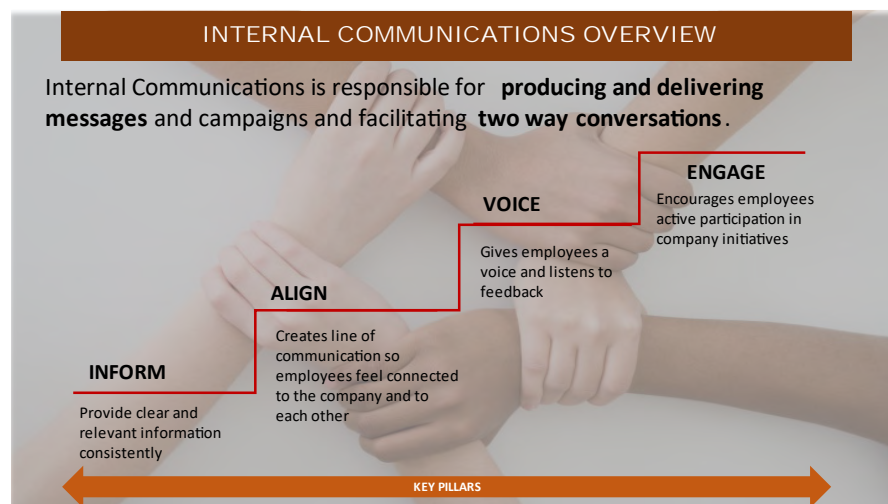 INTERNAL COMMUNICATIONS OVERVIEW
Internal Communications is responsible for producing and delivering
messages and campaigns and facilitating two way conversations.
ENGAGE
Encourages employees
active participation in
company initiatives
VOICE
Gives employees a
voice and listens to
feedback
ALIGN
Creates line of
communication so
employees feel connected
to the company and to
each other
INFORM
Provide clear and
relevant information
consistently
KEY PILLARS